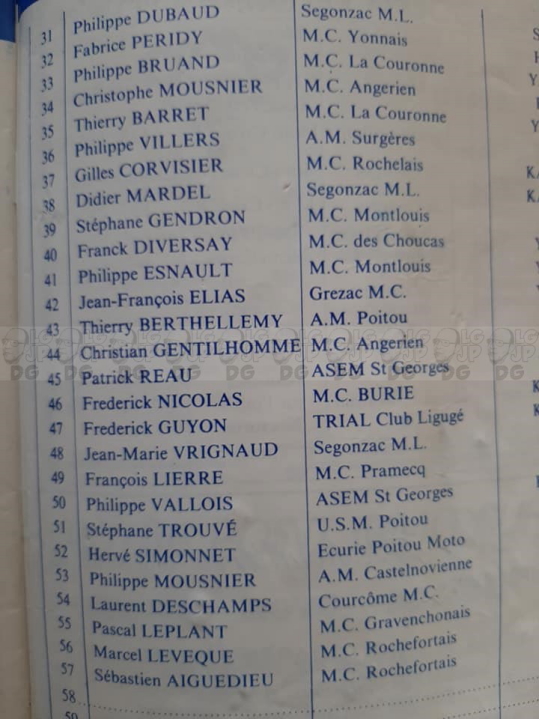 31 Philippe DUBAUD Segonzac M.L.
32 Fabrice PERIDY M.C. Yonnais
33 Philippe BRUAND M.C. La Couronne
34 Christophe MOUSNIER M.C. Angerien
35 Thierry BARRET M.C. La Couronne
36 Philippe VILLERS A.M. Surgères
37 Gilles CORVISIER M.C. Rochelais
38 Didier MARDEL Segonzac M.L.
39 Stéphane GENDRON M.C. Montlouis
40 Franck DIVERSAY M.C. des Choucas
41 Philippe ESNAULT M.C. Montlouis
42 Jean-François ELIAS Grezac M.C.
43 Thierry BERTHELLEMY A.M. Poitou
44 Christian GENTILHOMME M.C. Angerien
45 Patrick REAU ASEM St Georges
46 Frederick NICOLAS M.C. BURIE
47 Frederick GUYON TRIAL Club Ligugé
48 Jean-Marie VRIGNAUD Segonzac M.L.
49 François LIERRE M.C. Pramecq
50 Philippe VALLOIS ASEM St Georges
51 Stéphane TROUVÉ U.S.M. Poitou
52 Hervé SIMONNET Ecurie Poitou Moto
53 Philippe MOUSNIER A.M. Castelnovienne
54 Laurent DESCHAMPS Courcôme M.C.
55 Pascal LEPLANT M.C. Gravenchonais
56 Marcel LEVEQUE M.C. Rochefortais
57 Sébastien AIGUEDIEU M.C. Rochefortais
58